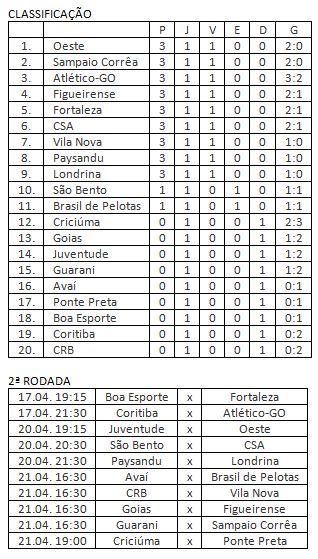 CLASSIFICAÇÃO
P J V E D G
1. Oeste 3 1 1 0 0 2:0
2. Sampaio Corrêa 3 1 1 0 0 2:0
3. Atlético-GO 3 1 1 0 0 3:2
4. Figueirense 3 1 1 0 0 2:1
5. Fortaleza 3 1 1 0 0 2:1
6. CSA 3 1 1 0 0 2:1
7. Vila Nova 3 1 1 0 0 1:0
8. Paysandu 3 1 1 0 0 1:0
9. Londrina 3 1 1 0 0 1:0
10. São Bento 1 1 0 1 0 1:1
11. Brasil de Pelotas 1 1 0 1 0 1:1
12. Criciúma 0 1 0 0 1 2:3
13. Goias 0 1 0 0 1 1:2
14. Juventude 0 1 0 0 1 1:2
15. Guarani 0 1 0 0 1 1:2
16. Avaí 0 1 0 0 1 0:1
17. Ponte Preta 0 1 0 0 1 0:1
18. Boa Esporte 0 1 0 0 1 0:1
19. Coritiba 0 1 0 0 1 0:2
20. CRB 0 1 0 0 1 0:2
2ª RODADA
17.04. 19:15 Boa Esporte x Fortaleza
17.04. 21:30 Coritiba x Atlético-GO
20.04. 19:15 Juventude x Oeste
20.04. 20:30 São Bento x CSA
20.04. 21:30 Paysandu x Londrina
21.04. 16:30 Avaí x Brasil de Pelotas
21.04. 16:30 CRB x Vila Nova
21.04. 16:30 Goias x Figueirense
21.04. 16:30 Guarani x Sampaio Corrêa
21.04. 19:00 Criciúma x Ponte Preta